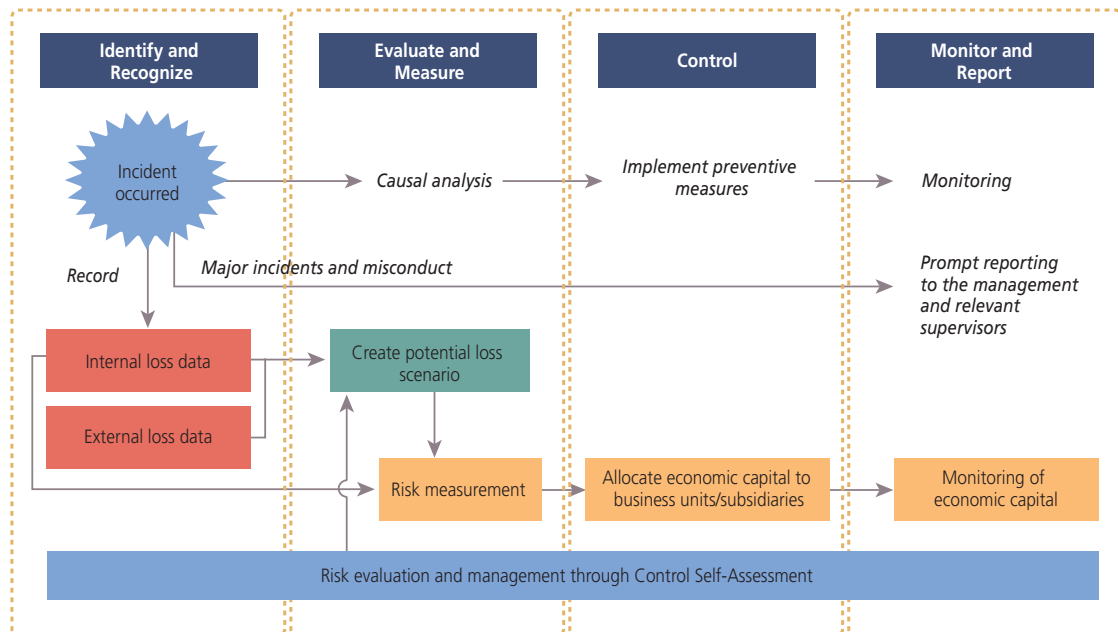 Identify and
Recognize
Evaluate and
Measure
Control
Monitor and
Report
Incident
occurred
Causal analysis
Implement preventive
measures
Monitoring
Record
Major incidents and misconduct
Prompt reporting
to the management
and relevant
supervisors
Internal loss data
Create potential loss
scenario
External loss data
Risk measurement
Allocate economic capital to
business units/subsidiaries
Monitoring of
economic capital
Risk evaluation and management through Control Self-Assessment